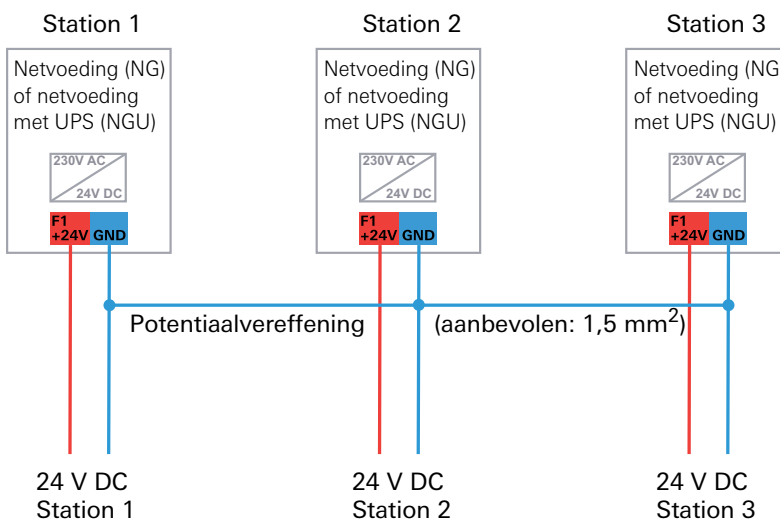 Station 1
Netvoeding (NG)
of netvoeding
met UPS (NGU)
230V AC
24V DC
F1
+24V GND
Station 2
Netvoeding (NG)
of netvoeding
met UPS (NGU)
230V AC
24V DC
F1
+24V GND
Station 3
Netvoeding (NG
of netvoeding
met UPS (NGU)
230V AC
24V DC
F1
+24V GND
Potentiaalvereffening (aanbevolen: 1,5 mm²)
24 V DC
Station 1
24 V DC
Station 2
24 V DC
Station 3